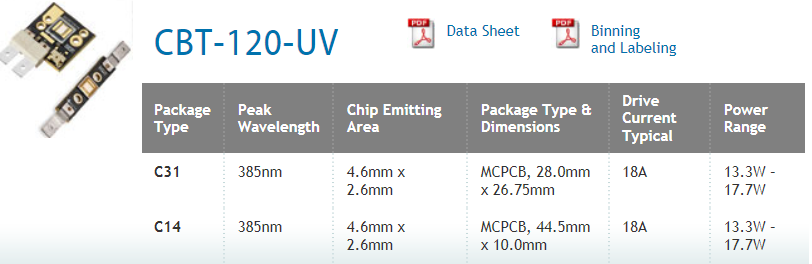 CBT-120-UV
PDF Data Sheet
PDF Binning
and Labeling
Package Peak Chip Emitting Package Type & Drive Power
Type Wavelength Area Dimensions Current Range
Typical
C31 385nm 4.6mm x MCPCB, 28.0mm 18A 13.3W –
2.6mm x 26.75mm 17.7W
C14 385nm 4.6mm x MCPCB, 44.5mm 18A 13.3W –
2.6mm x 10.0mm 17.7W